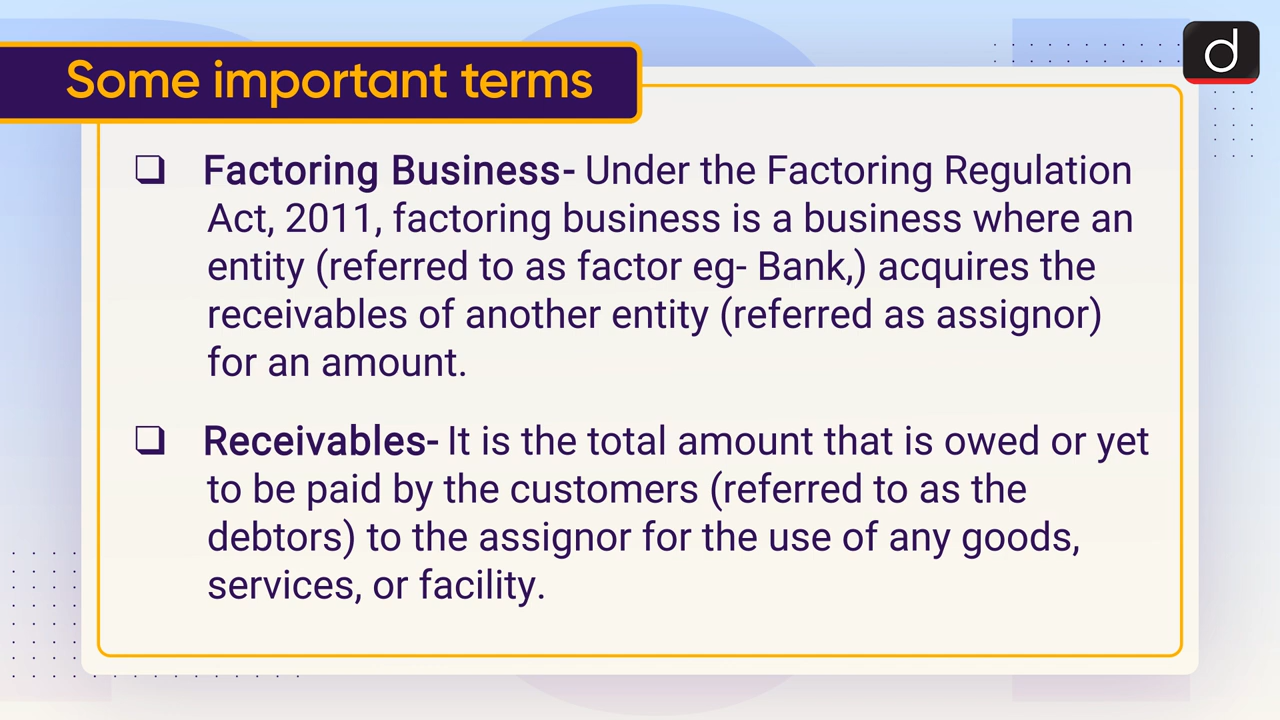 Some important terms
d
❑ Factoring Business- Under the Factoring Regulation
Act, 2011, factoring business is a business where an
entity (referred to as factor eg- Bank,) acquires the
receivables of another entity (referred as assignor)
for an amount.
❑ Receivables- It is the total amount that is owed or yet
to be paid by the customers (referred to as the
debtors) to the assignor for the use of any goods,
services, or facility.